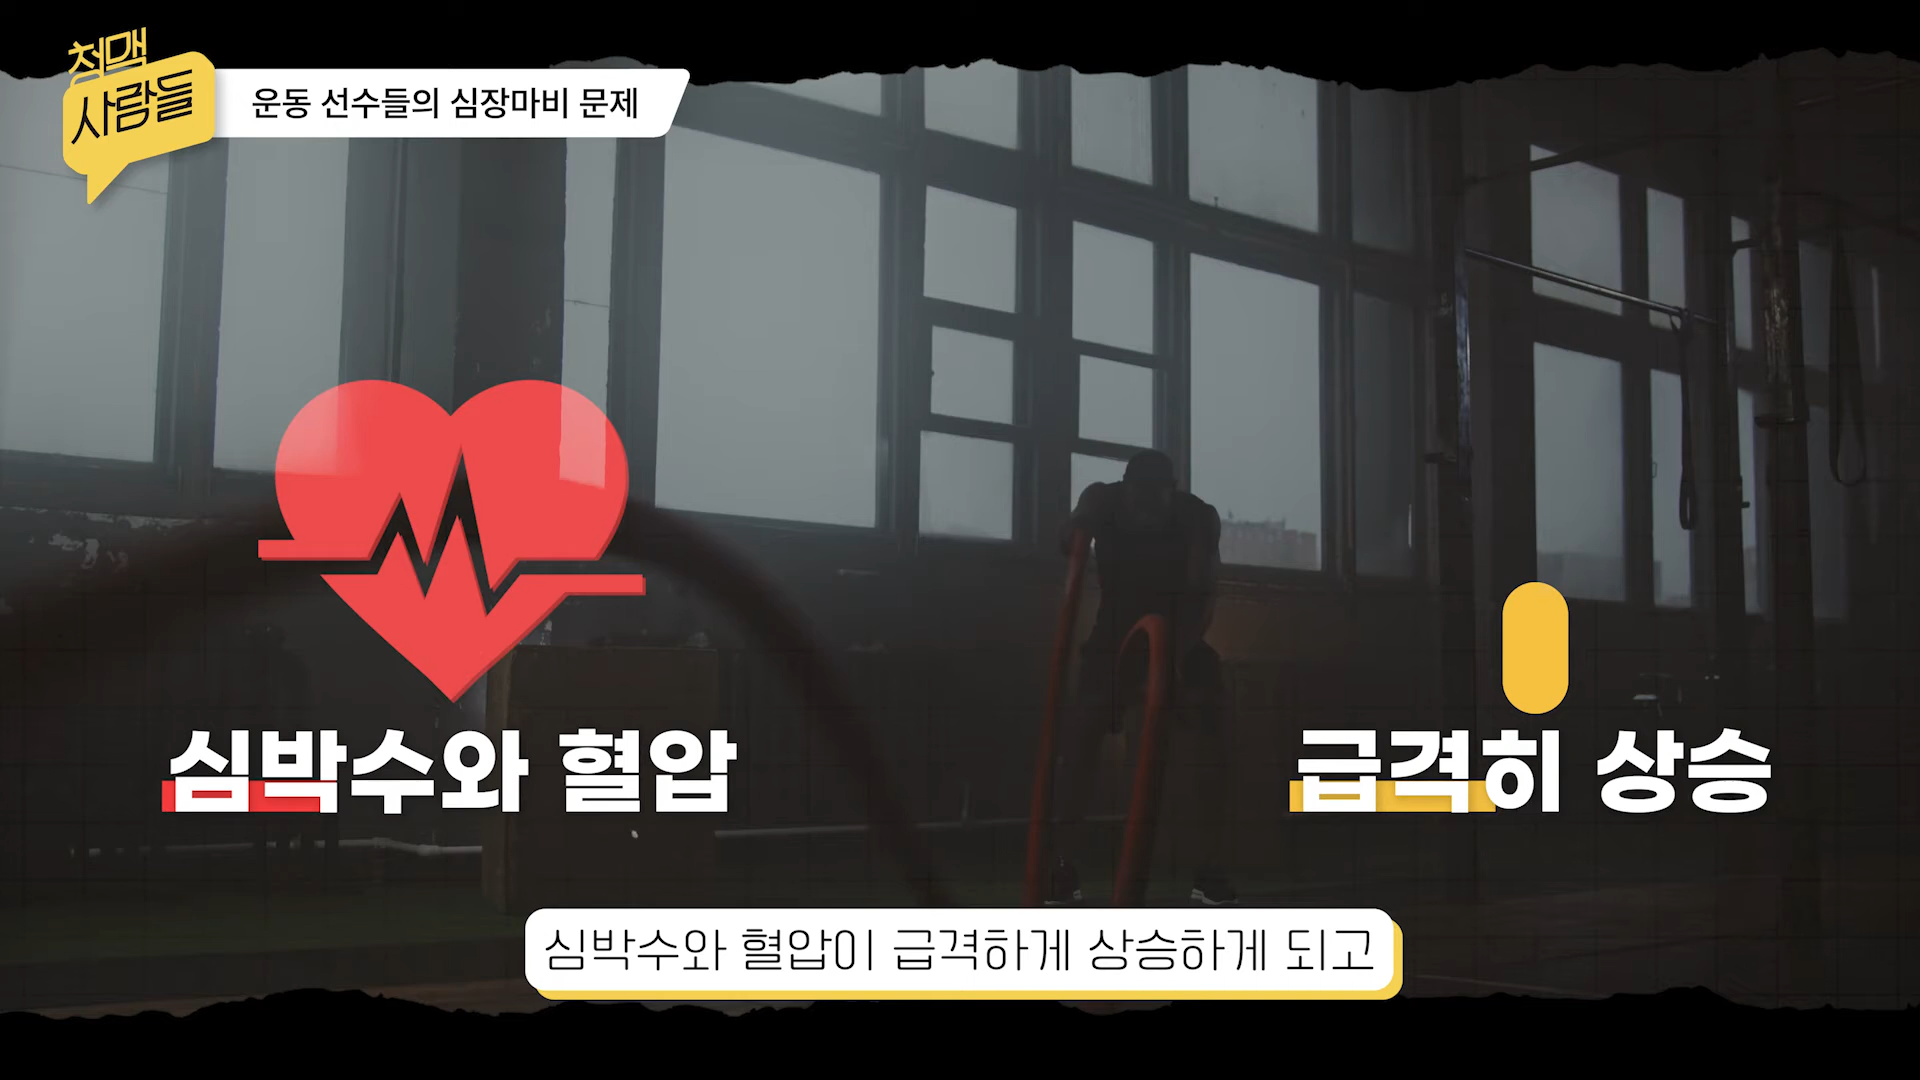 청맥
사람들
운동 선수들의 심장마비 문제
심박수와 혈압
급격히 상승
심박수와 혈압이 급격하게 상승하게 되고